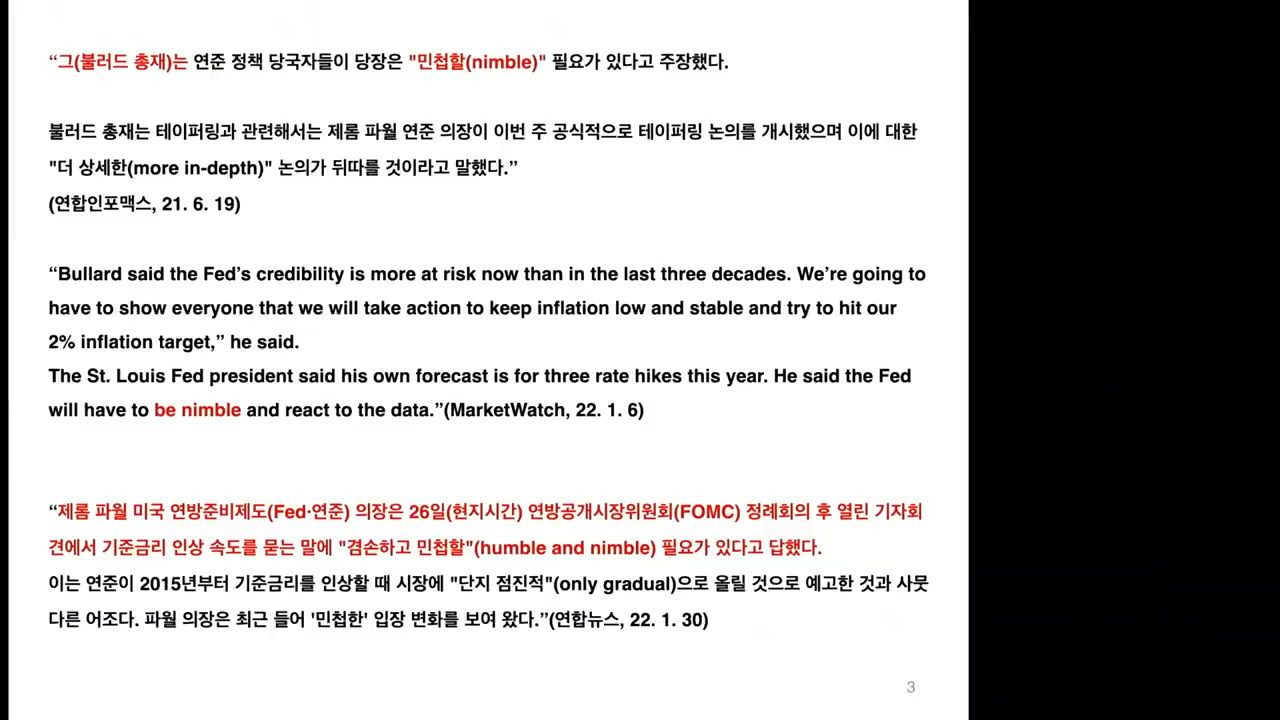 “그(불러드 총재)는 연준 정책 당국자들이 당장은 "민첩할(nimble)" 필요가 있다고 주장했다.
불러드 총재는 테이퍼링과 관련해서는 제롬 파월 연준 의장이 이번 주 공식적으로 테이퍼링 논의를 개시했으며 이에 대한
"더 상세한(more in-depth)" 논의가 뒤따를 것이라고 말했다.”
(연합인포맥스, 21. 6. 19)
“Bullard said the Fed’s credibility is more at risk now than in the last three decades. We’re going to
have to show everyone that we will take action to keep inflation low and stable and try to hit our
2% inflation target,” he said.
The St. Louis Fed president said his own forecast is for three rate hikes this year. He said the Fed
will have to be nimble and react to the data.”(MarketWatch, 22. 1. 6)
“제롬 파월 미국 연방준비제도(Fed·연준) 의장은 26일(현지시간) 연방공개시장위원회(FOMC) 정례회의 후 열린 기자회
견에서 기준금리 인상 속도를 묻는 말에 "겸손하고 민첩할"(humble and nimble) 필요가 있다고 답했다.
이는 연준이 2015년부터 기준금리를 인상할 때 시장에 "단지 점진적"(only gradual)으로 올릴 것으로 예고한 것과 사뭇
다른 어조다. 파월 의장은 최근 들어 '민첩한' 입장 변화를 보여 왔다.”(연합뉴스, 22. 1. 30)
3